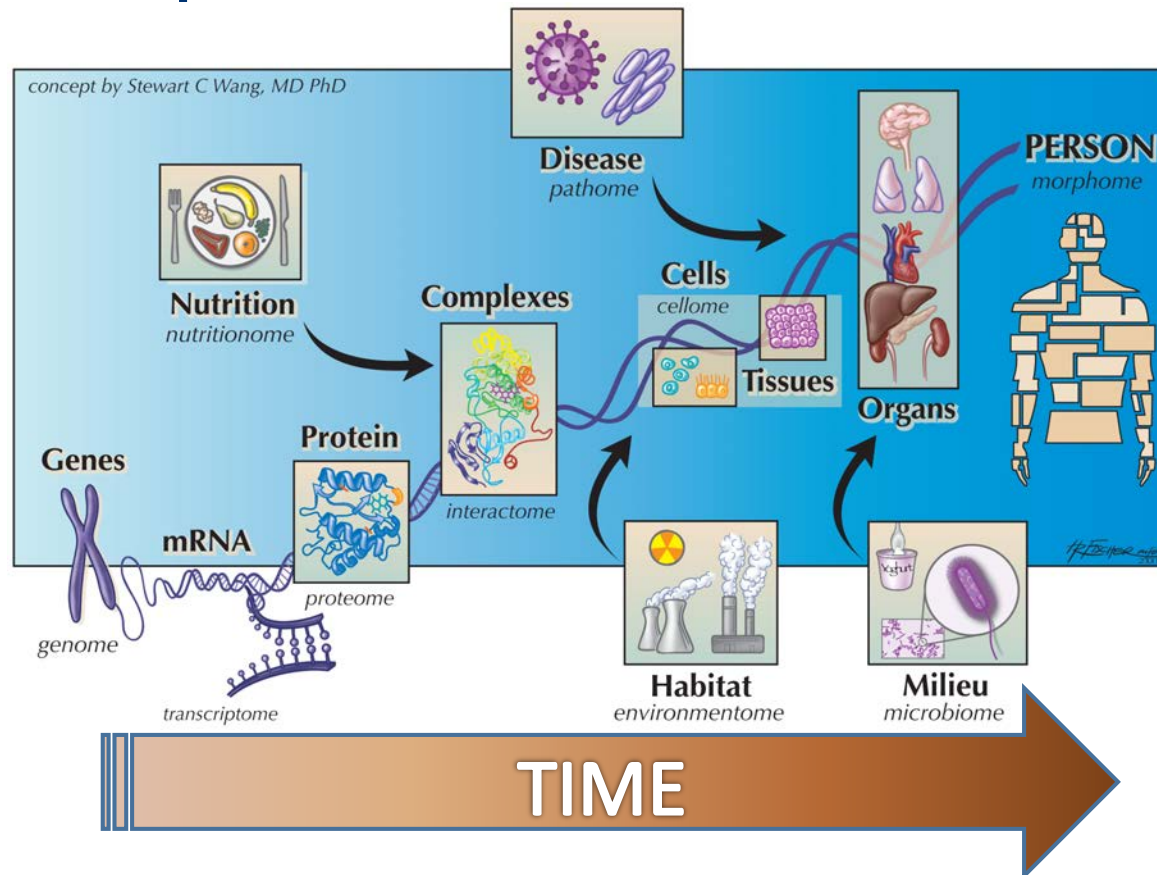 concept by Stewart C Wang, MD PhD
Disease
pathome
PERSON
morphome
Nutrition
nutritionome
Complexes
interactome
Cells
cellome
Tissues
Organs
Genes
genome
mRNA
transcriptome
Protein
proteome
Habitat
environmentome
Yoghurt
Milieu
microbiome
TIME